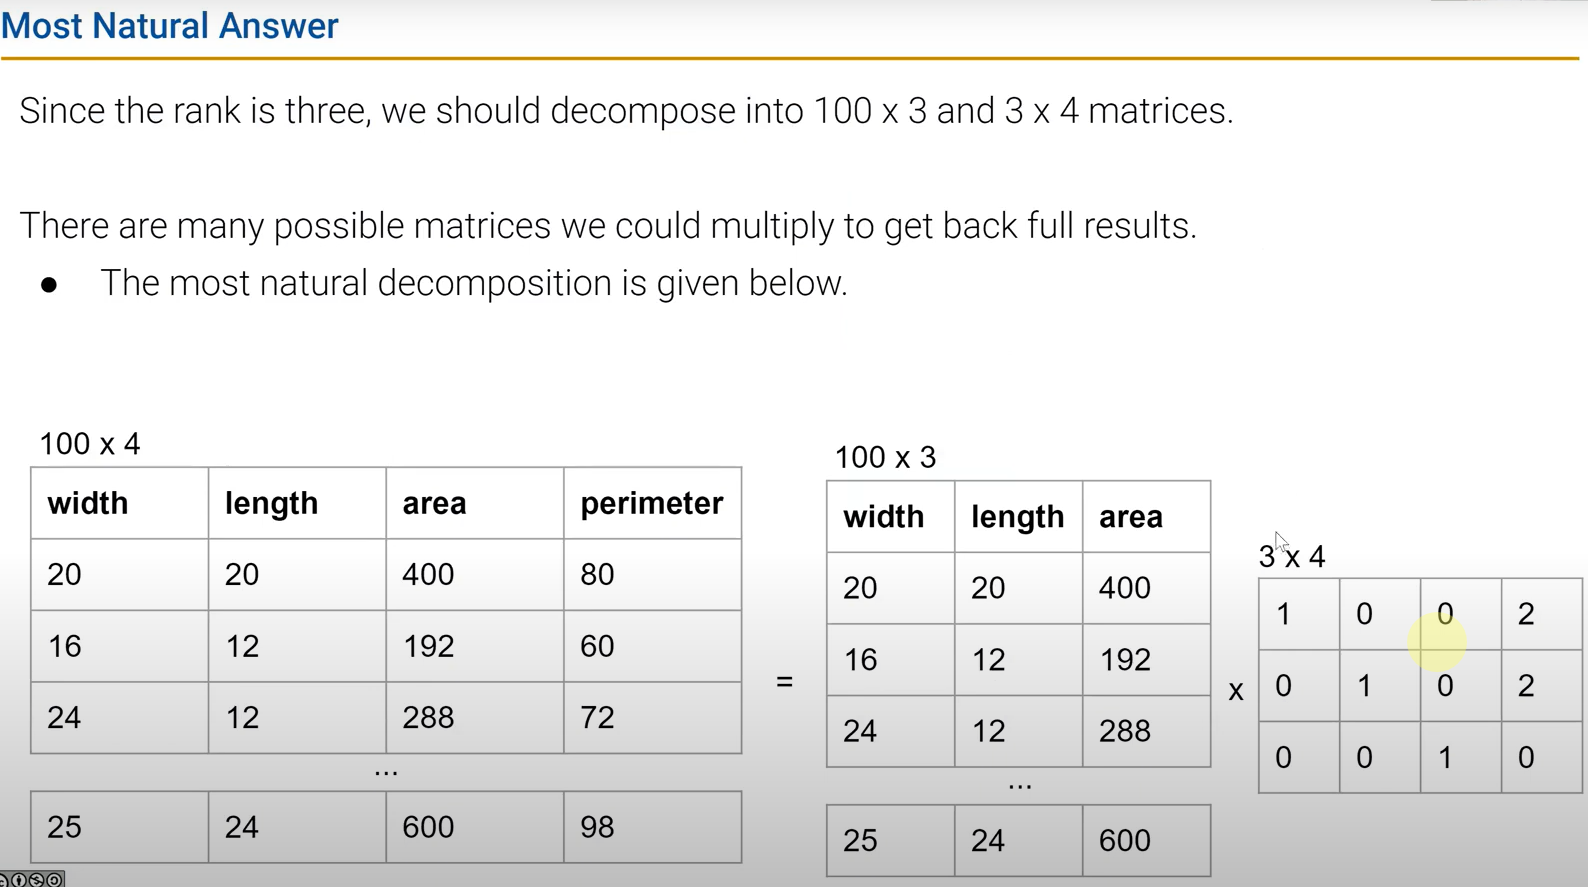 Most Natural Answer
Since the rank is three, we should decompose into 100 x 3 and 3 x 4 matrices.
There are many possible matrices we could multiply to get back full results.
● The most natural decomposition is given below.
100 x 4
width length area perimeter
20 20 400 80
16 12 192 60
24 12 288 72
...
25 24 600 98
=
100 x 3
width length area
20 20 400
16 12 192
24 12 288
...
25 24 600
x
3 x 4
1 0 0 2
0 1 0 2
0 0 1 0